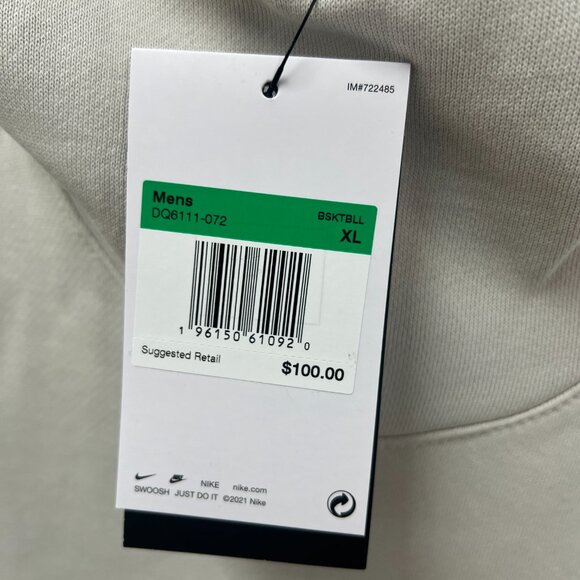 IM#722485
Mens
DQ6111-072 BSKTBLL
XL
1 96150 61092 0
Suggested Retail $100.00
NIKE nike.com
SWOOSH JUST DO IT ©2021 Nike